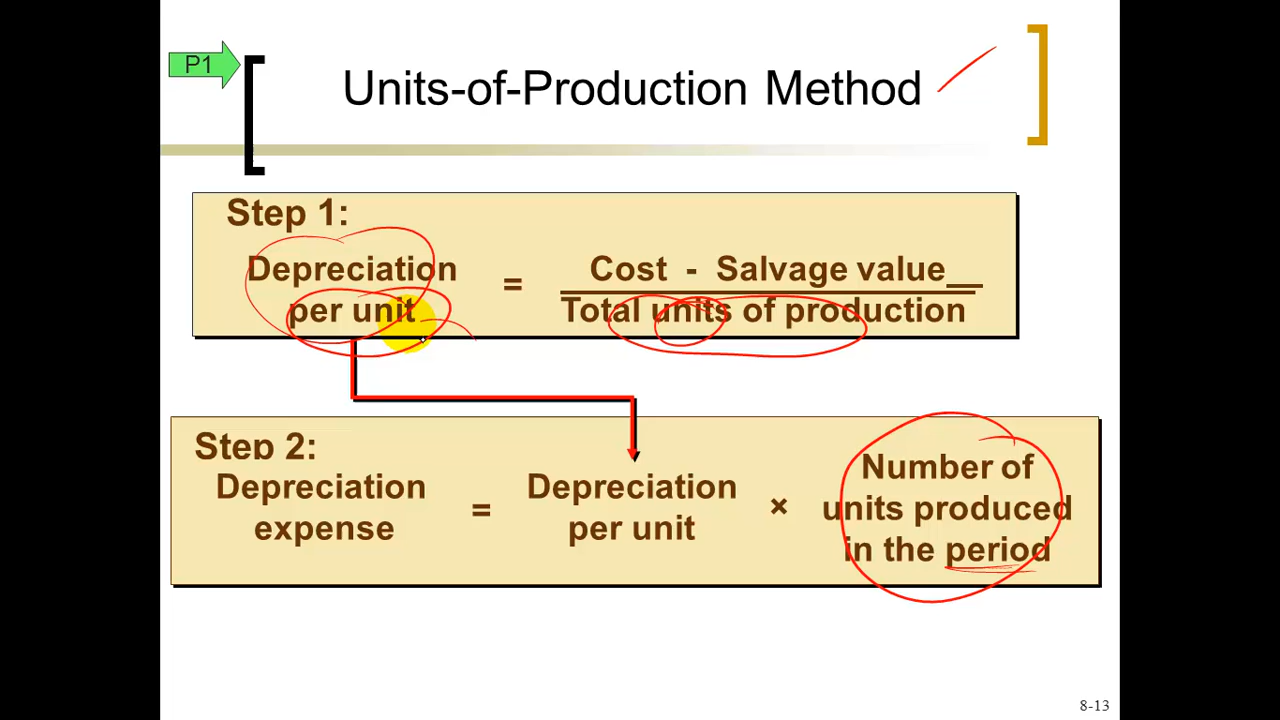 P1
Units-of-Production Method
Step 1:
Depreciation
per unit
=
Cost - Salvage value
Total units of production
Step 2:
Depreciation
expense
=
Depreciation
per unit
×
Number of
units produced
in the period
8-13